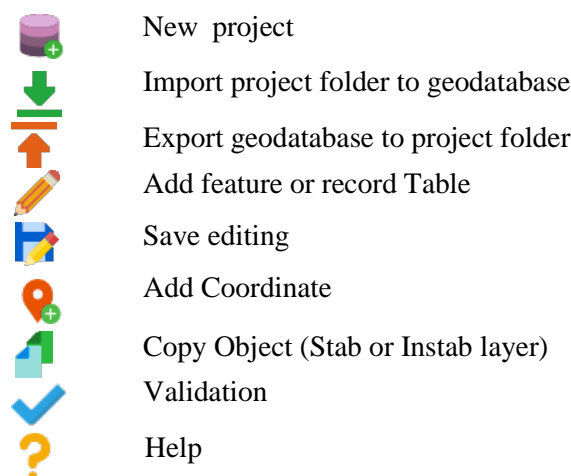 New project
Import project folder to geodatabase
Export geodatabase to project folder
Add feature or record Table
Save editing
Add Coordinate
Copy Object (Stab or Instab layer)
Validation
Help